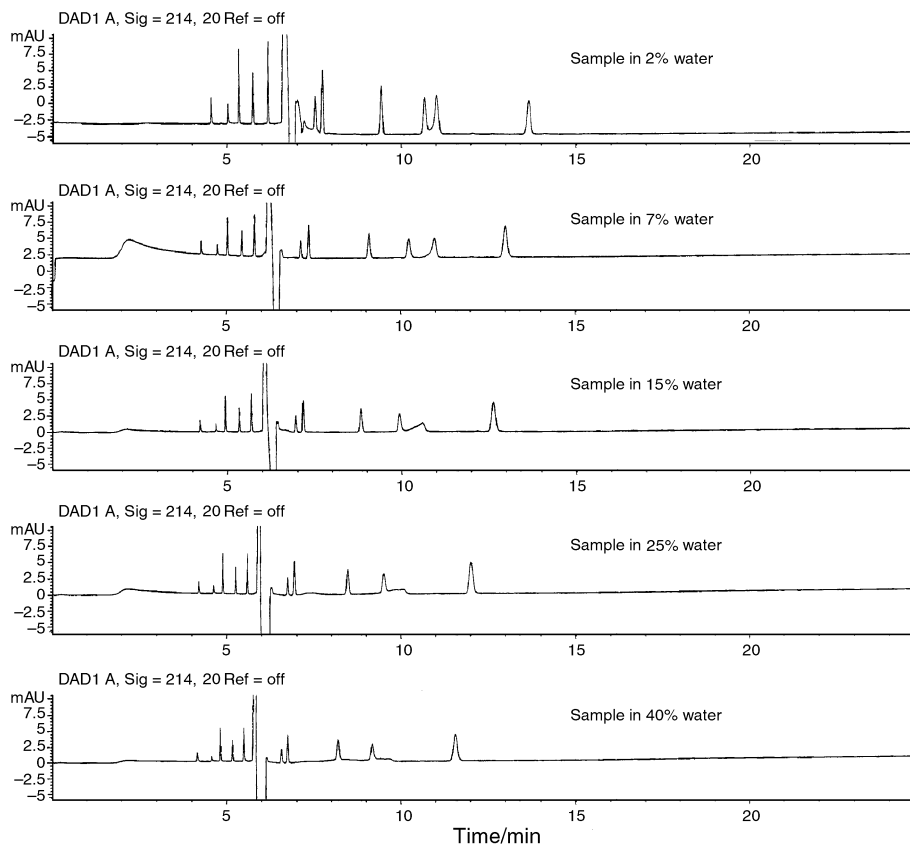 DAD1 A, Sig = 214, 20 Ref = off
mAU
7.5
5
2.5
0
−2.5
−5
Sample in 2% water
5 10 15 20
DAD1 A, Sig = 214, 20 Ref = off
mAU
7.5
5
2.5
0
−2.5
−5
Sample in 7% water
5 10 15 20
DAD1 A, Sig = 214, 20 Ref = off
mAU
7.5
5
2.5
0
−2.5
−5
Sample in 15% water
5 10 15 20
DAD1 A, Sig = 214, 20 Ref = off
mAU
7.5
5
2.5
0
−2.5
−5
Sample in 25% water
5 10 15 20
DAD1 A, Sig = 214, 20 Ref = off
mAU
7.5
5
2.5
0
−2.5
−5
Sample in 40% water
5 10 15 20
Time/min